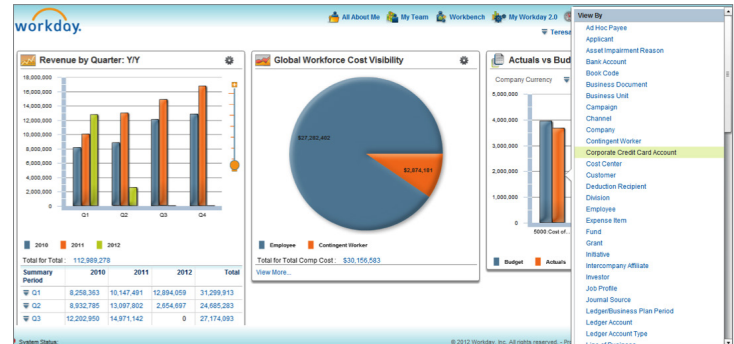 workday.
All About Me
My Team
Workbench
My Workday 2.0
Teresa
Revenue by Quarter: Y/Y
18,000,000
16,000,000
14,000,000
12,000,000
10,000,000
8,000,000
6,000,000
4,000,000
2,000,000
0
Q1 Q2 Q3 Q4
2010 2011 2012
Total for Total : 112,989,278
Summary Period 2010 2011 2012 Total
Q1 8,258,363 10,147,491 12,894,059 31,299,913
Q2 8,932,785 13,097,802 2,654,697 24,685,283
Q3 12,202,950 14,971,142 0 27,174,093
System Status:
Global Workforce Cost Visibility
$27,282,402
$2,874,181
Employee Contingent Worker
Total for Total Comp Cost : $30,156,583
View More...
Actuals vs Bud
Company Currency
5,000,000
4,000,000
3,000,000
2,000,000
1,000,000
0
5000:Cost of...
Budget Actuals
© 2012 Workday, Inc. All rights reserved. - Pr
View By
Ad Hoc Payee
Applicant
Asset Impairment Reason
Bank Account
Book Code
Business Document
Business Unit
Campaign
Channel
Company
Contingent Worker
Corporate Credit Card Account
Cost Center
Customer
Deduction Recipient
Division
Employee
Expense Item
Fund
Grant
Initiative
Intercompany Affiliate
Investor
Job Profile
Journal Source
Ledger/Business Plan Period
Ledger Account
Ledger Account Type
Line of Business